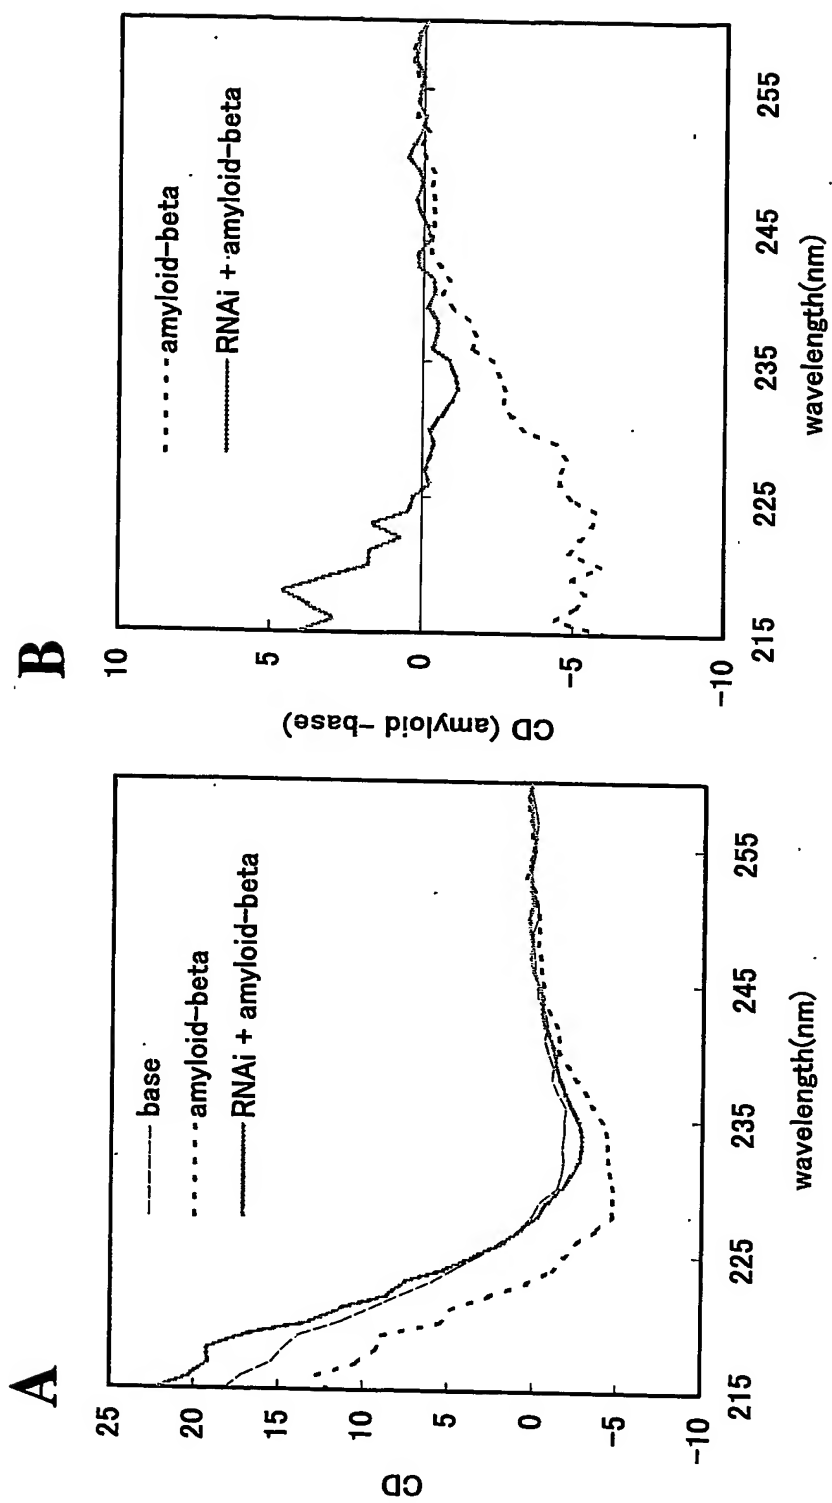 A
25
20
15
10
5
0
-5
-10
CD
215
225
235
245
255
wavelength(nm)
base
amyloid-beta
RNAi + amyloid-beta
B
10
5
0
-5
-10
CD (amyloid -base)
215
225
235
245
255
wavelength(nm)
amyloid-beta
RNAi + amyloid-beta